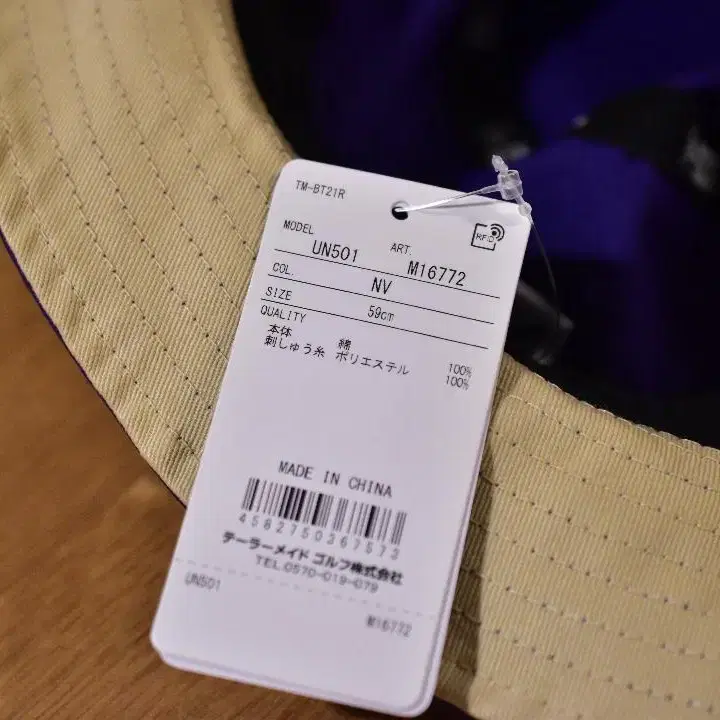 TM-BT21R
RFID
MODEL UN501 ART. M16772
COL. NV
SIZE 59cm
QUALITY
本体 綿 100%
刺しゅう糸 ポリエステル 100%
MADE IN CHINA
4582750367573
テーラーメイド ゴルフ株式会社
TEL.0570-019-079
UN501
M16772